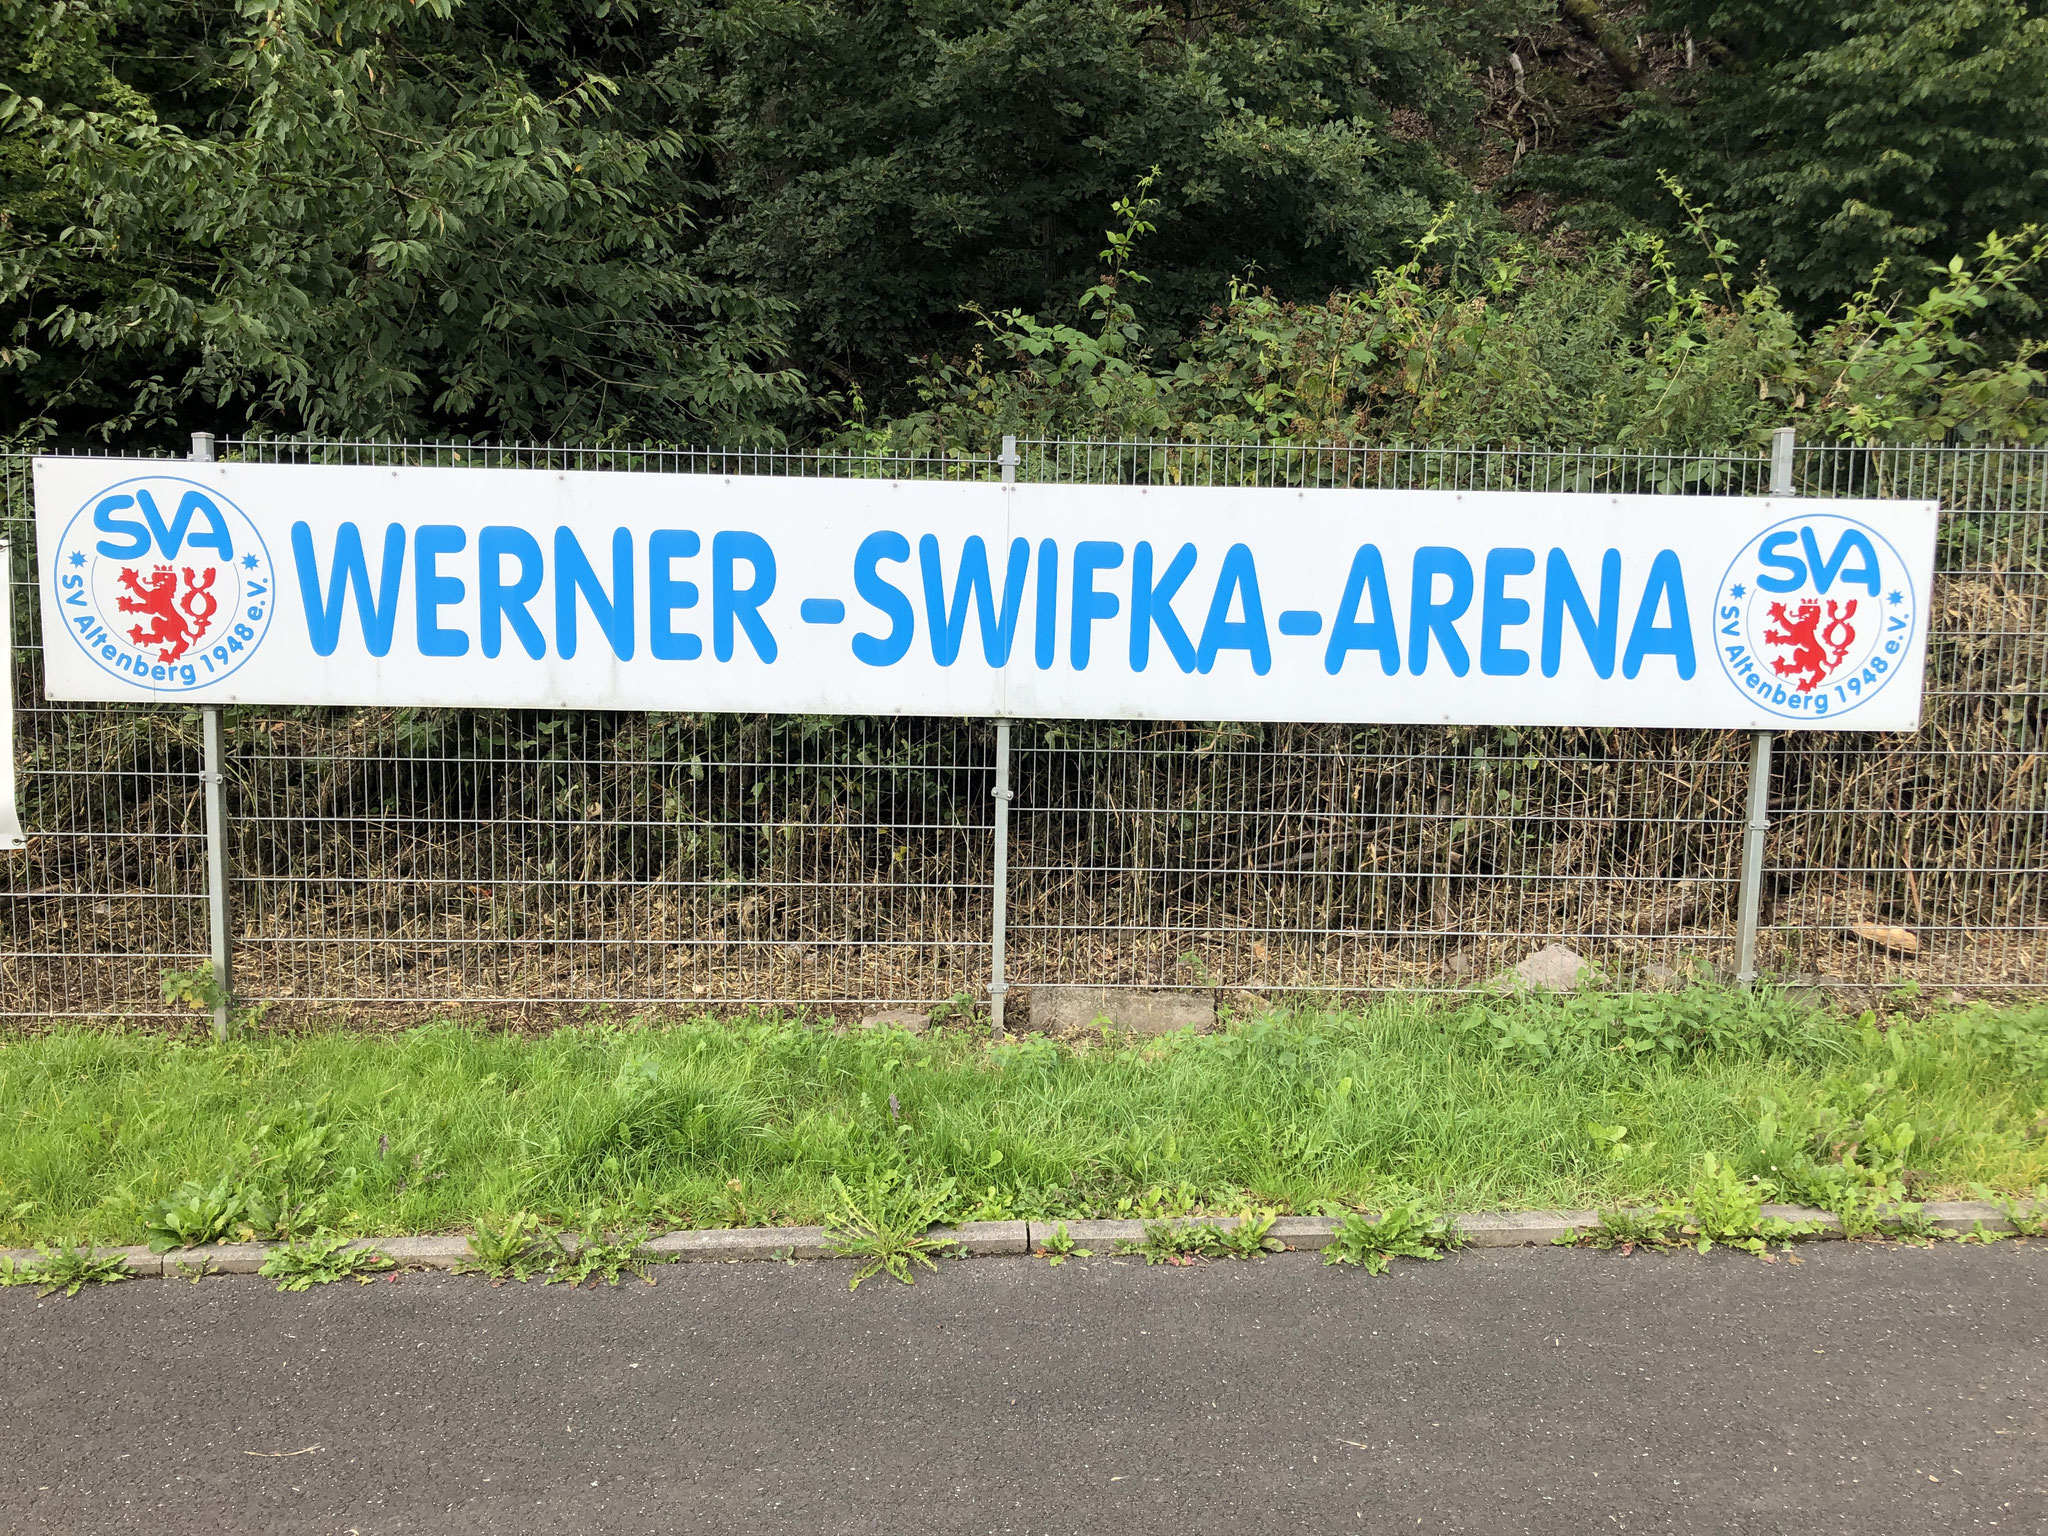 SVA
SV Altenberg 1948 e.V.
WERNER-SWIFKA-ARENA
SVA
SV Altenberg 1948 e.V.